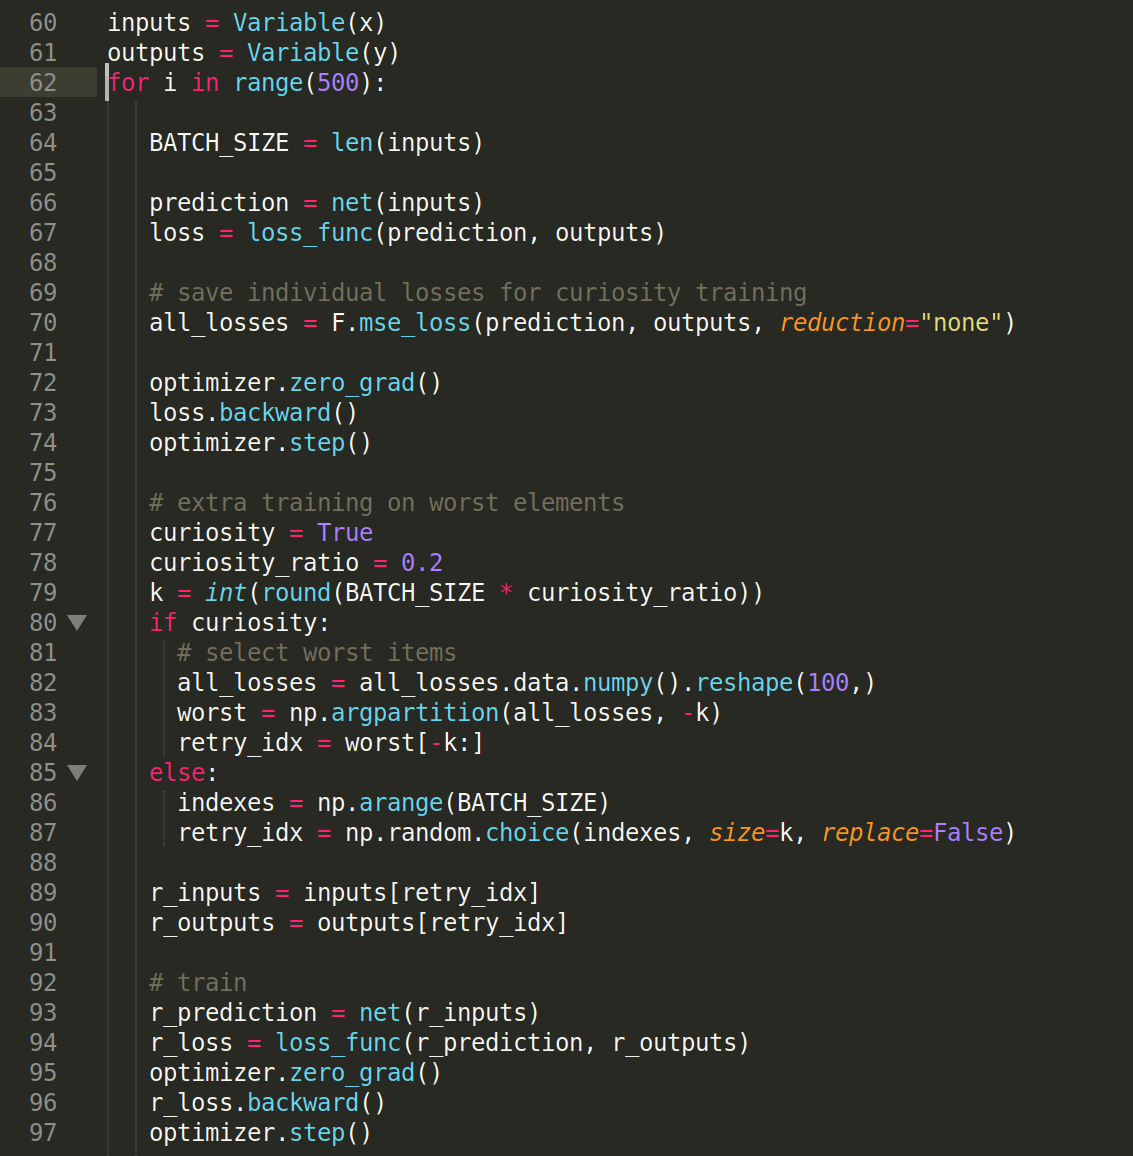 60 inputs = Variable(x)
61 outputs = Variable(y)
62 for i in range(500):
63
64 BATCH_SIZE = len(inputs)
65
66 prediction = net(inputs)
67 loss = loss_func(prediction, outputs)
68
69 # save individual losses for curiosity training
70 all_losses = F.mse_loss(prediction, outputs, reduction="none")
71
72 optimizer.zero_grad()
73 loss.backward()
74 optimizer.step()
75
76 # extra training on worst elements
77 curiosity = True
78 curiosity_ratio = 0.2
79 k = int(round(BATCH_SIZE * curiosity_ratio))
80 if curiosity:
81 # select worst items
82 all_losses = all_losses.data.numpy().reshape(100,)
83 worst = np.argpartition(all_losses, -k)
84 retry_idx = worst[-k:]
85 else:
86 indexes = np.arange(BATCH_SIZE)
87 retry_idx = np.random.choice(indexes, size=k, replace=False)
88
89 r_inputs = inputs[retry_idx]
90 r_outputs = outputs[retry_idx]
91
92 # train
93 r_prediction = net(r_inputs)
94 r_loss = loss_func(r_prediction, r_outputs)
95 optimizer.zero_grad()
96 r_loss.backward()
97 optimizer.step()